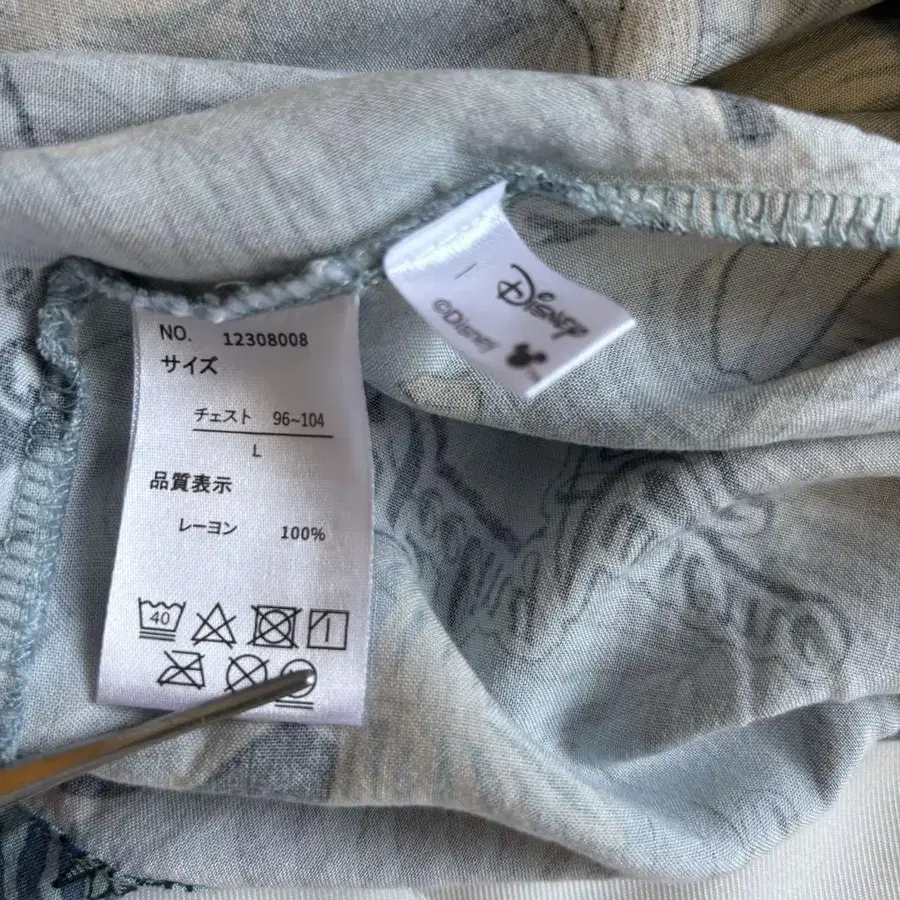 NO. 12308008
サイズ
チェスト 96~104
L
品質表示
レーヨン 100%
40
Disney
©Disney